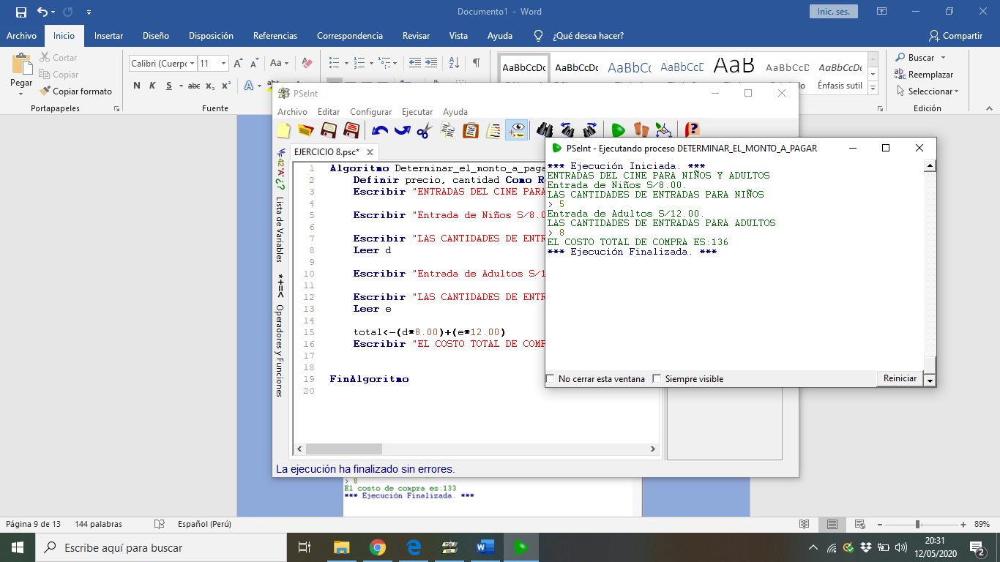 Documento1 - Word
Inic. ses.
Archivo Inicio Insertar Diseño Disposición Referencias Correspondencia Revisar Vista Ayuda ¿Qué desea hacer? Compartir
Pegar
Cortar
Copiar
Copiar formato
Portapapeles
Calibri (Cuerp 11
N K S abc x₂ x²
Fuente
AaBbCcDc AaBbCcDc AaBbCc AaBbCcD AaB AaBbCcD AaBbCcDc
Énfasis sutil
Buscar
Reemplazar
Seleccionar
Edición
PSeInt
Archivo Editar Configurar Ejecutar Ayuda
EJERCICIO 8.psc* X
Lista de Variables
*+=< Operadores y Funciones
1 Algoritmo Determinar_el_monto_a_paga
2 Definir precio, cantidad Como R
3 Escribir "ENTRADAS DEL CINE PARA
4
5 Escribir "Entrada de Niños S/8.0
6
7 Escribir "LAS CANTIDADES DE ENTR
8 Leer d
9
10 Escribir "Entrada de Adultos S/1
11
12 Escribir "LAS CANTIDADES DE ENTR
13 Leer e
14
15 total<-(d*8.00)+(e*12.00)
16 Escribir "EL COSTO TOTAL DE COMP
17
18
19 FinAlgoritmo
20
La ejecución ha finalizado sin errores.
PSeInt - Ejecutando proceso DETERMINAR_EL_MONTO_A_PAGAR
*** Ejecución Iniciada. ***
ENTRADAS DEL CINE PARA NIÑOS Y ADULTOS
Entrada de Niños S/8.00.
LAS CANTIDADES DE ENTRADAS PARA NIÑOS
> 5
Entrada de Adultos S/12.00.
LAS CANTIDADES DE ENTRADAS PARA ADULTOS
> 8
EL COSTO TOTAL DE COMPRA ES:136
*** Ejecución Finalizada. ***
No cerrar esta ventana Siempre visible Reiniciar
> 8
El costo de compra es:133
*** Ejecución Finalizada. ***
Página 9 de 13 144 palabras Español (Perú) 89%
Escribe aquí para buscar
20:31
12/05/2020
2